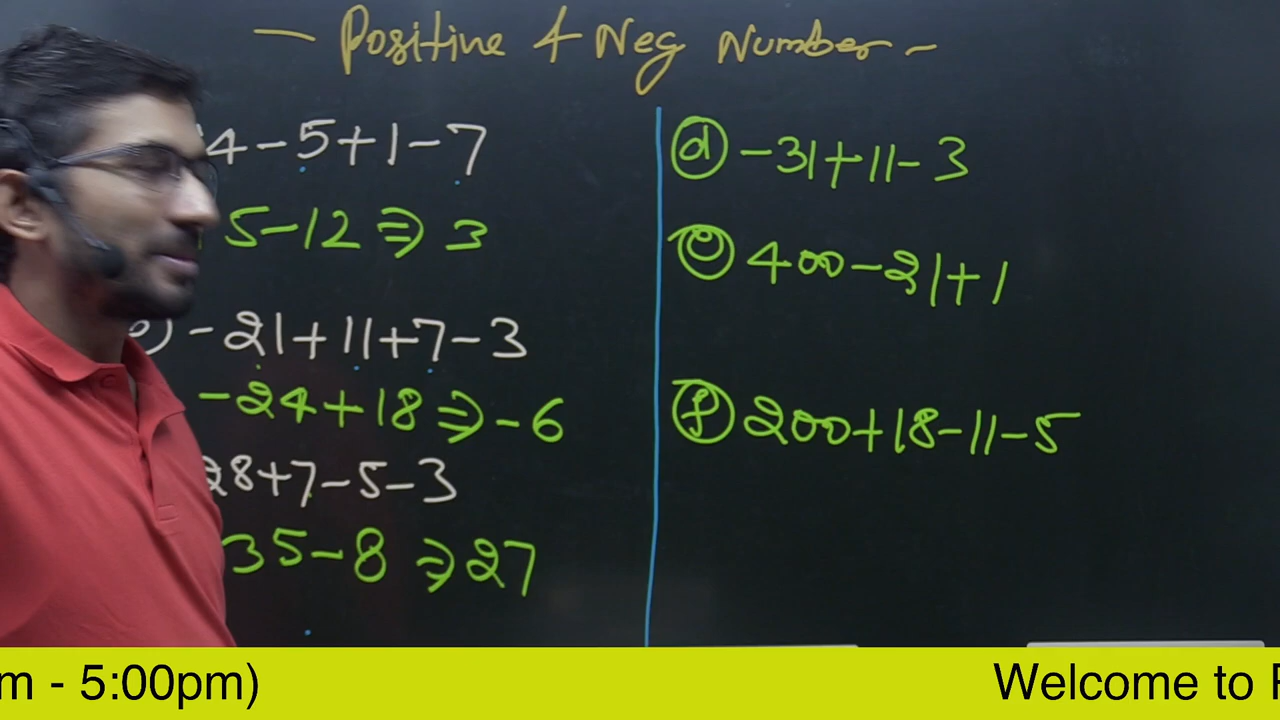 - Positive & Neg Number -
4-5+1-7
5-12⇒3
-21+11+7-3
-24+18⇒-6
28+7-5-3
35-8⇒27
(d) -31+11-3
(e) 400-21+1
(f) 200+18-11-5
m - 5:00pm) Welcome to